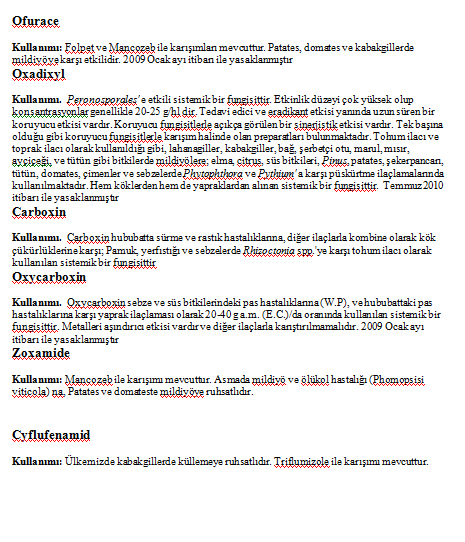 Ofurace
Kullanımı: Folpet ve Mancozeb ile karışımları mevcuttur. Patates, domates ve kabakgillerde
mildiyöye karşı etkilidir. 2009 Ocak ayı itibarı ile yasaklanmıştır
Oxadixyl
Kullanımı. Peronosporales'e etkili sistemik bir fungisittir. Etkinlik düzeyi çok yüksek olup
konsantrasyonlar genellikle 20-25 g/hl dir. Tedavi edici ve eradikant etkisi yanında uzun süren bir
koruyucu etkisi vardır. Koruyucu fungisitlerle açıkça görülen bir sinerjistik etkisi vardır. Tek başına
olduğu gibi koruyucu fungisitlerle karışım halinde olan preparatları bulunmaktadır. Tohum ilacı ve
toprak ilacı olarak kullanıldığı gibi, lahanagiller, kabakgiller, bağ, şerbetçi otu, marul, mısır,
ayçiçeği, ve tütün gibi bitkilerde mildiyölere; elma, citrus, süs bitkileri, Pinus, patates, şekerpancarı,
tütün, domates, çimenler ve sebzelerde Phytophthora ve Pythium'a karşı püskürtme ilaçlamalarında
kullanılmaktadır. Hem köklerden hem de yapraklardan alınan sistemik bir fungisittir. Temmuz 2010
itibarı ile yasaklanmıştır
Carboxin
Kullanımı. Carboxin hububatta sürme ve rastık hastalıklarına, diğer ilaçlarla kombine olarak kök
çükürlüklerine karşı; Pamuk, yerfıstığı ve sebzelerde Rhizoctonia spp.'ye karşı tohum ilacı olarak
kullanılan sistemik bir fungisittir
Oxycarboxin
Kullanımı. Oxycarboxin sebze ve süs bitkilerindeki pas hastalıklarına (W.P), ve hububattaki pas
hastalıklarına karşı yaprak ilaçlaması olarak 20-40 g a.m. (E.C.)/da oranında kullanılan sistemik bir
fungisittir. Metalleri aşındırıcı etkisi vardır ve diğer ilaçlarla karıştırılmamalıdır. 2009 Ocak ayı
itibarı ile yasaklanmıştır
Zoxamide
Kullanımı: Mancozeb ile karışımı mevcuttur. Asmada mildiyö ve ölükol hastalığı (Phomopsisi
viticola) na, Patates ve domateste mildiyöye ruhsatlıdır.
Cyflufenamid
Kullanımı: Ülkemizde kabakgillerde küllemeye ruhsatlıdır. Triflumizole ile karışımı mevcuttur.